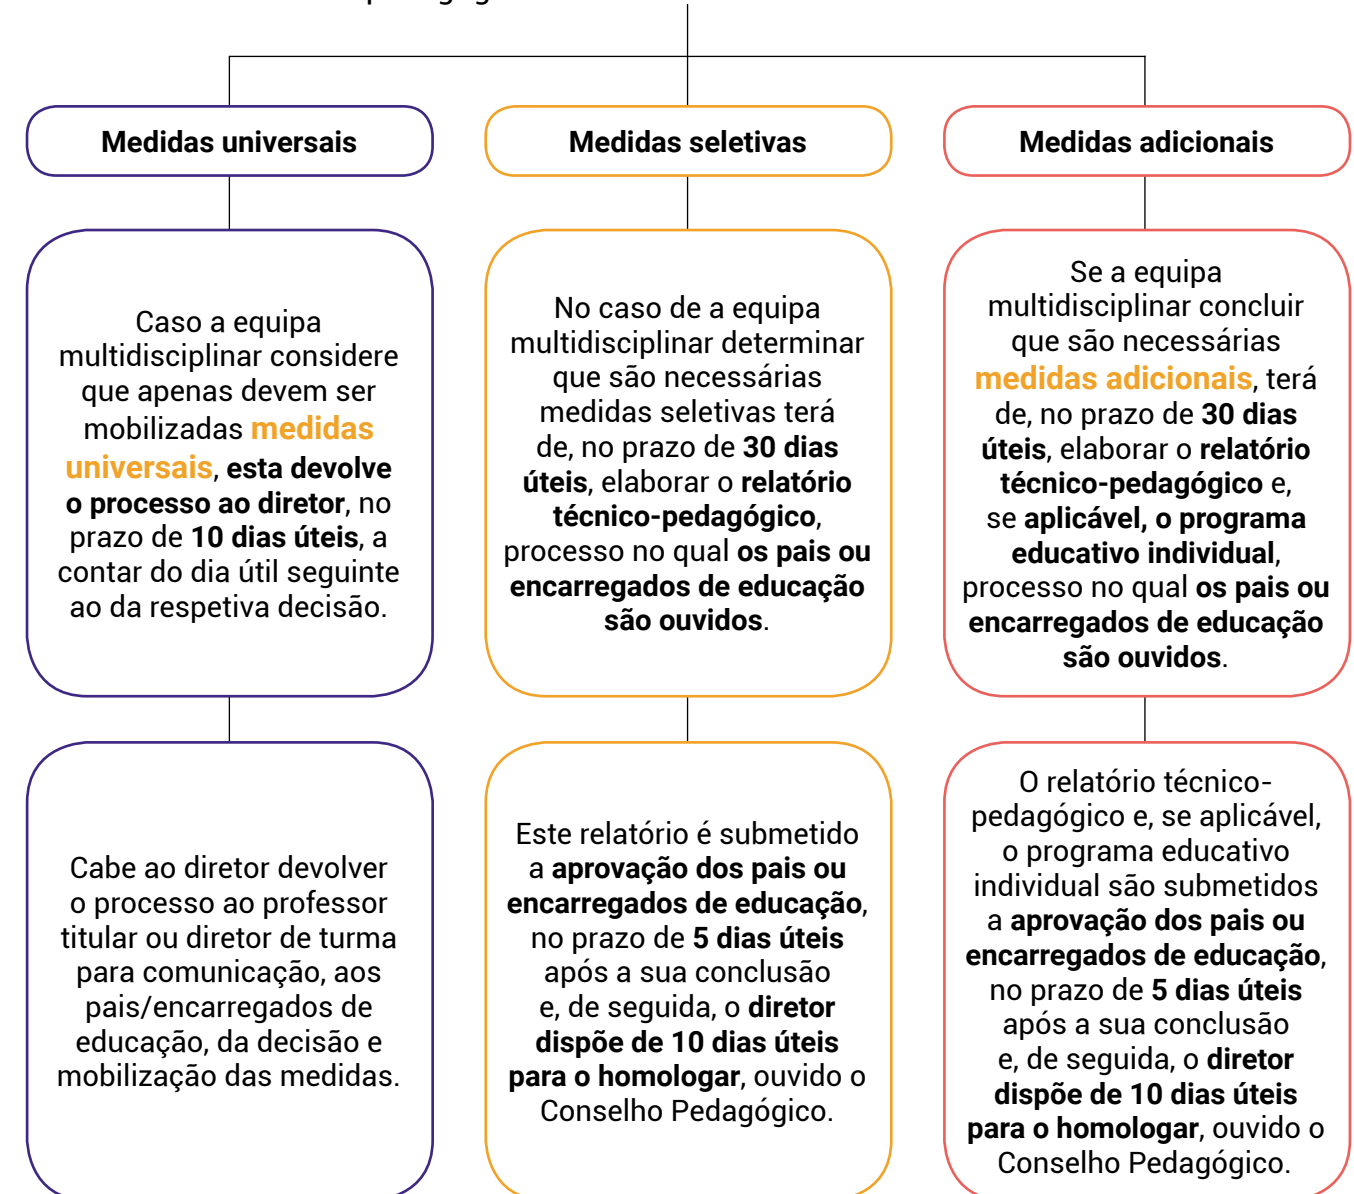 Medidas universais
Medidas seletivas
Medidas adicionais
Caso a equipa
multidisciplinar considere
que apenas devem ser
mobilizadas medidas
universais, esta devolve
o processo ao diretor, no
prazo de 10 dias úteis, a
contar do dia útil seguinte
ao da respetiva decisão.
No caso de a equipa
multidisciplinar determinar
que são necessárias
medidas seletivas terá
de, no prazo de 30 dias
úteis, elaborar o relatório
técnico-pedagógico,
processo no qual os pais ou
encarregados de educação
são ouvidos.
Se a equipa
multidisciplinar concluir
que são necessárias
medidas adicionais, terá
de, no prazo de 30 dias
úteis, elaborar o relatório
técnico-pedagógico e,
se aplicável, o programa
educativo individual,
processo no qual os pais ou
encarregados de educação
são ouvidos.
Cabe ao diretor devolver
o processo ao professor
titular ou diretor de turma
para comunicação, aos
pais/encarregados de
educação, da decisão e
mobilização das medidas.
Este relatório é submetido
a aprovação dos pais ou
encarregados de educação,
no prazo de 5 dias úteis
após a sua conclusão
e, de seguida, o diretor
dispõe de 10 dias úteis
para o homologar, ouvido o
Conselho Pedagógico.
O relatório técnico-
pedagógico e, se aplicável,
o programa educativo
individual são submetidos
a aprovação dos pais ou
encarregados de educação,
no prazo de 5 dias úteis
após a sua conclusão
e, de seguida, o diretor
dispõe de 10 dias úteis
para o homologar, ouvido o
Conselho Pedagógico.